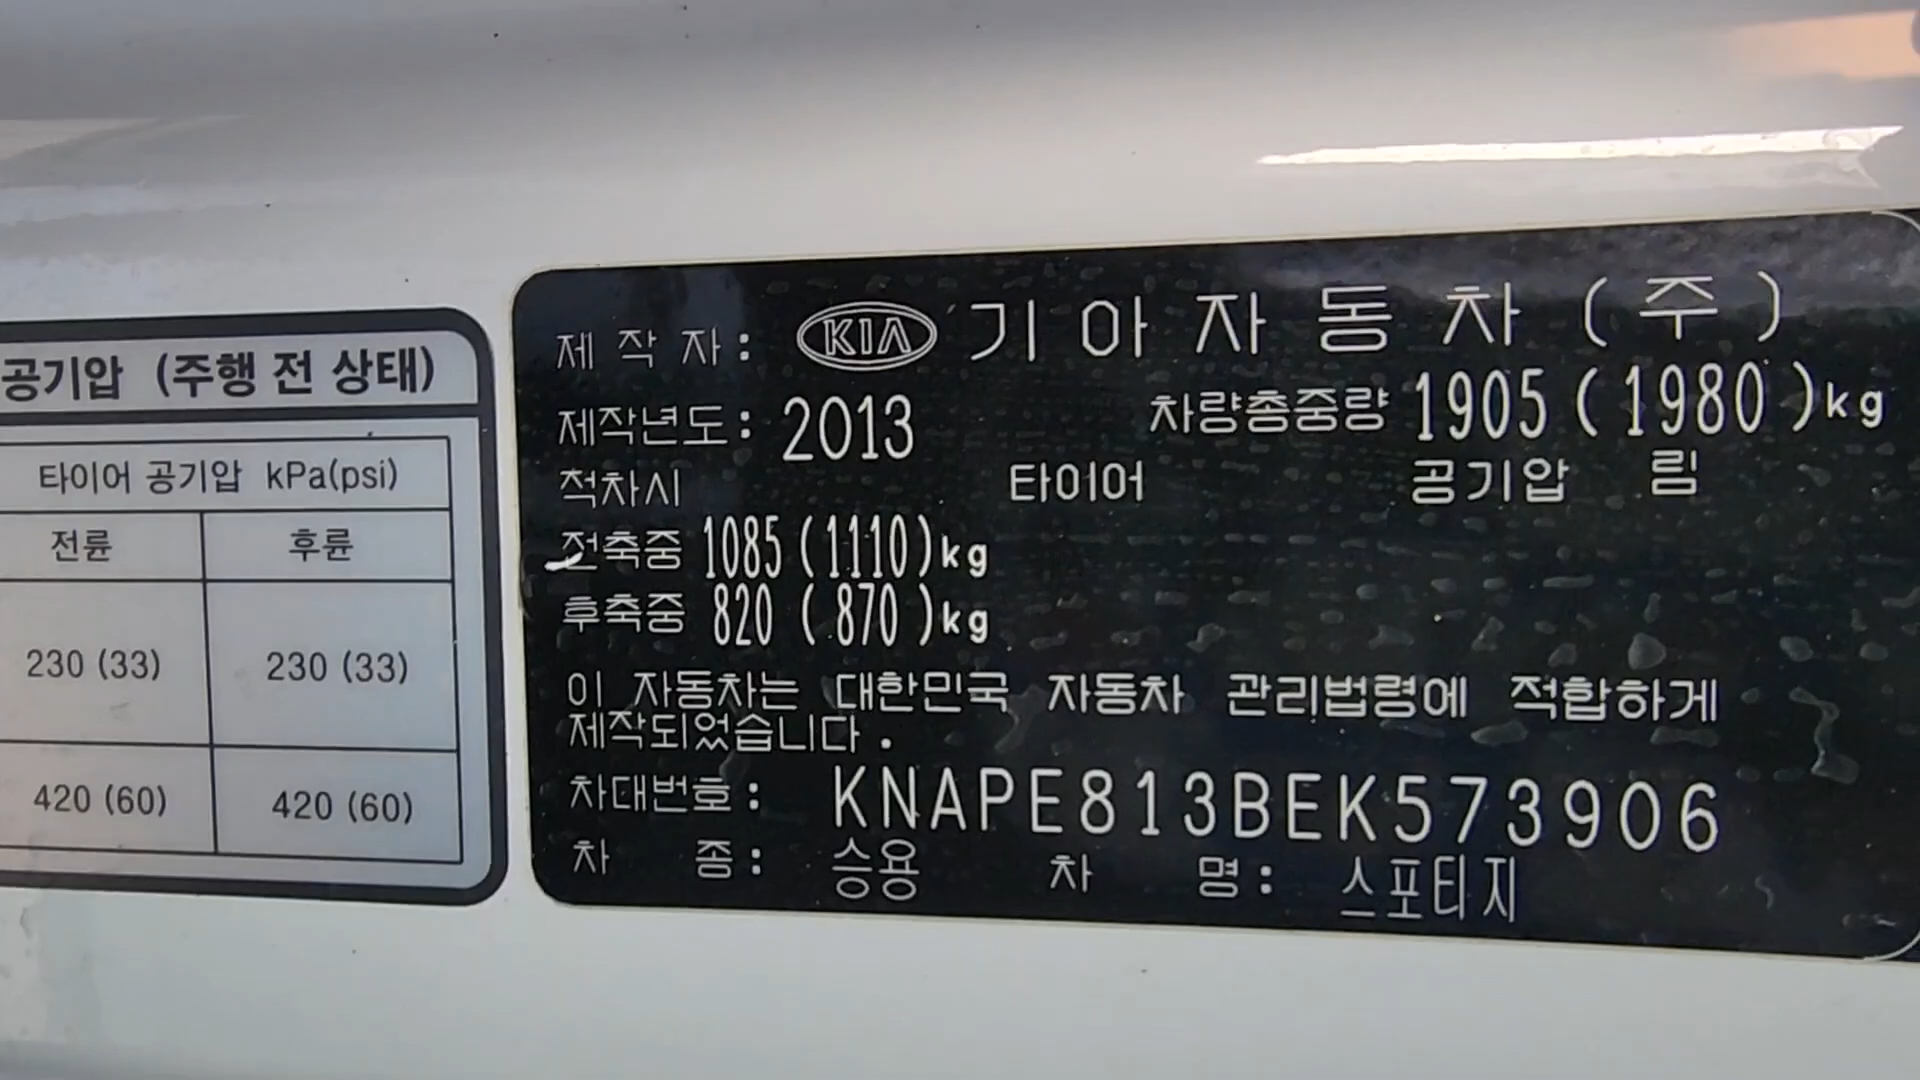 공기압 (주행 전 상태)
타이어 공기압 kPa(psi)
전륜 후륜
230 (33) 230 (33)
420 (60) 420 (60)
제 작 자 : KIA 기 아 자 동 차 ( 주 )
제작년도 : 2013 차량총중량 1905 ( 1980 ) kg
적차시 타이어 공기압 림
전축중 1085 ( 1110 ) kg
후축중 820 ( 870 ) kg
이 자동차는 대한민국 자동차 관리법령에 적합하게
제작되었습니다 .
차대번호 : KNAPE813BEK573906
차 종 : 승용 차 명 : 스포티지